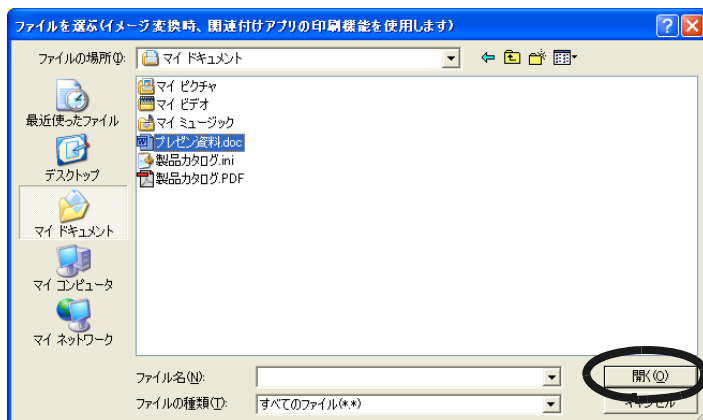 ファイルを選ぶ(イメージ変換時、関連付けアプリの印刷機能を使用します)
ファイルの場所(I):
マイ ドキュメント
マイ ピクチャ
マイ ビデオ
マイ ミュージック
プレゼン資料.doc
製品カタログ.ini
製品カタログ.PDF
最近使ったファイル
デスクトップ
マイ ドキュメント
マイ コンピュータ
マイ ネットワーク
ファイル名(N):
開く(O)
ファイルの種類(T):
すべてのファイル(*.*)
キャンセル